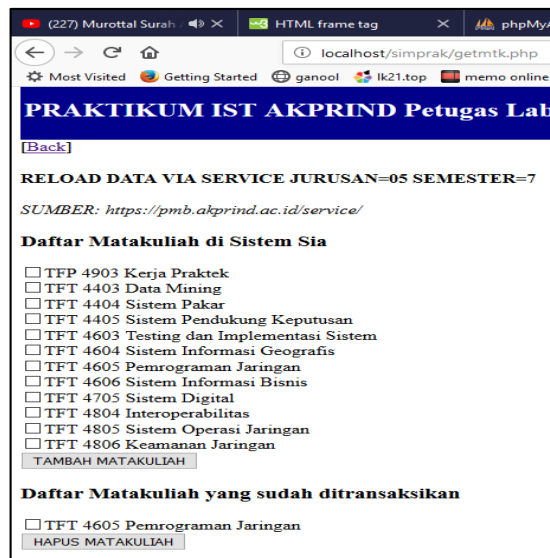 (227) Murottal Surah
HTML frame tag
phpMyA
localhost/simprak/getmtk.php
Most Visited Getting Started ganool lk21.top memo online
PRAKTIKUM IST AKPRIND Petugas Lab
[Back]
RELOAD DATA VIA SERVICE JURUSAN=05 SEMESTER=7
SUMBER: https://pmb.akprind.ac.id/service/
Daftar Matakuliah di Sistem Sia
TFP 4903 Kerja Praktek
TFT 4403 Data Mining
TFT 4404 Sistem Pakar
TFT 4405 Sistem Pendukung Keputusan
TFT 4603 Testing dan Implementasi Sistem
TFT 4604 Sistem Informasi Geografis
TFT 4605 Pemrograman Jaringan
TFT 4606 Sistem Informasi Bisnis
TFT 4705 Sistem Digital
TFT 4804 Interoperabilitas
TFT 4805 Sistem Operasi Jaringan
TFT 4806 Keamanan Jaringan
TAMBAH MATAKULIAH
Daftar Matakuliah yang sudah ditransaksikan
TFT 4605 Pemrograman Jaringan
HAPUS MATAKULIAH